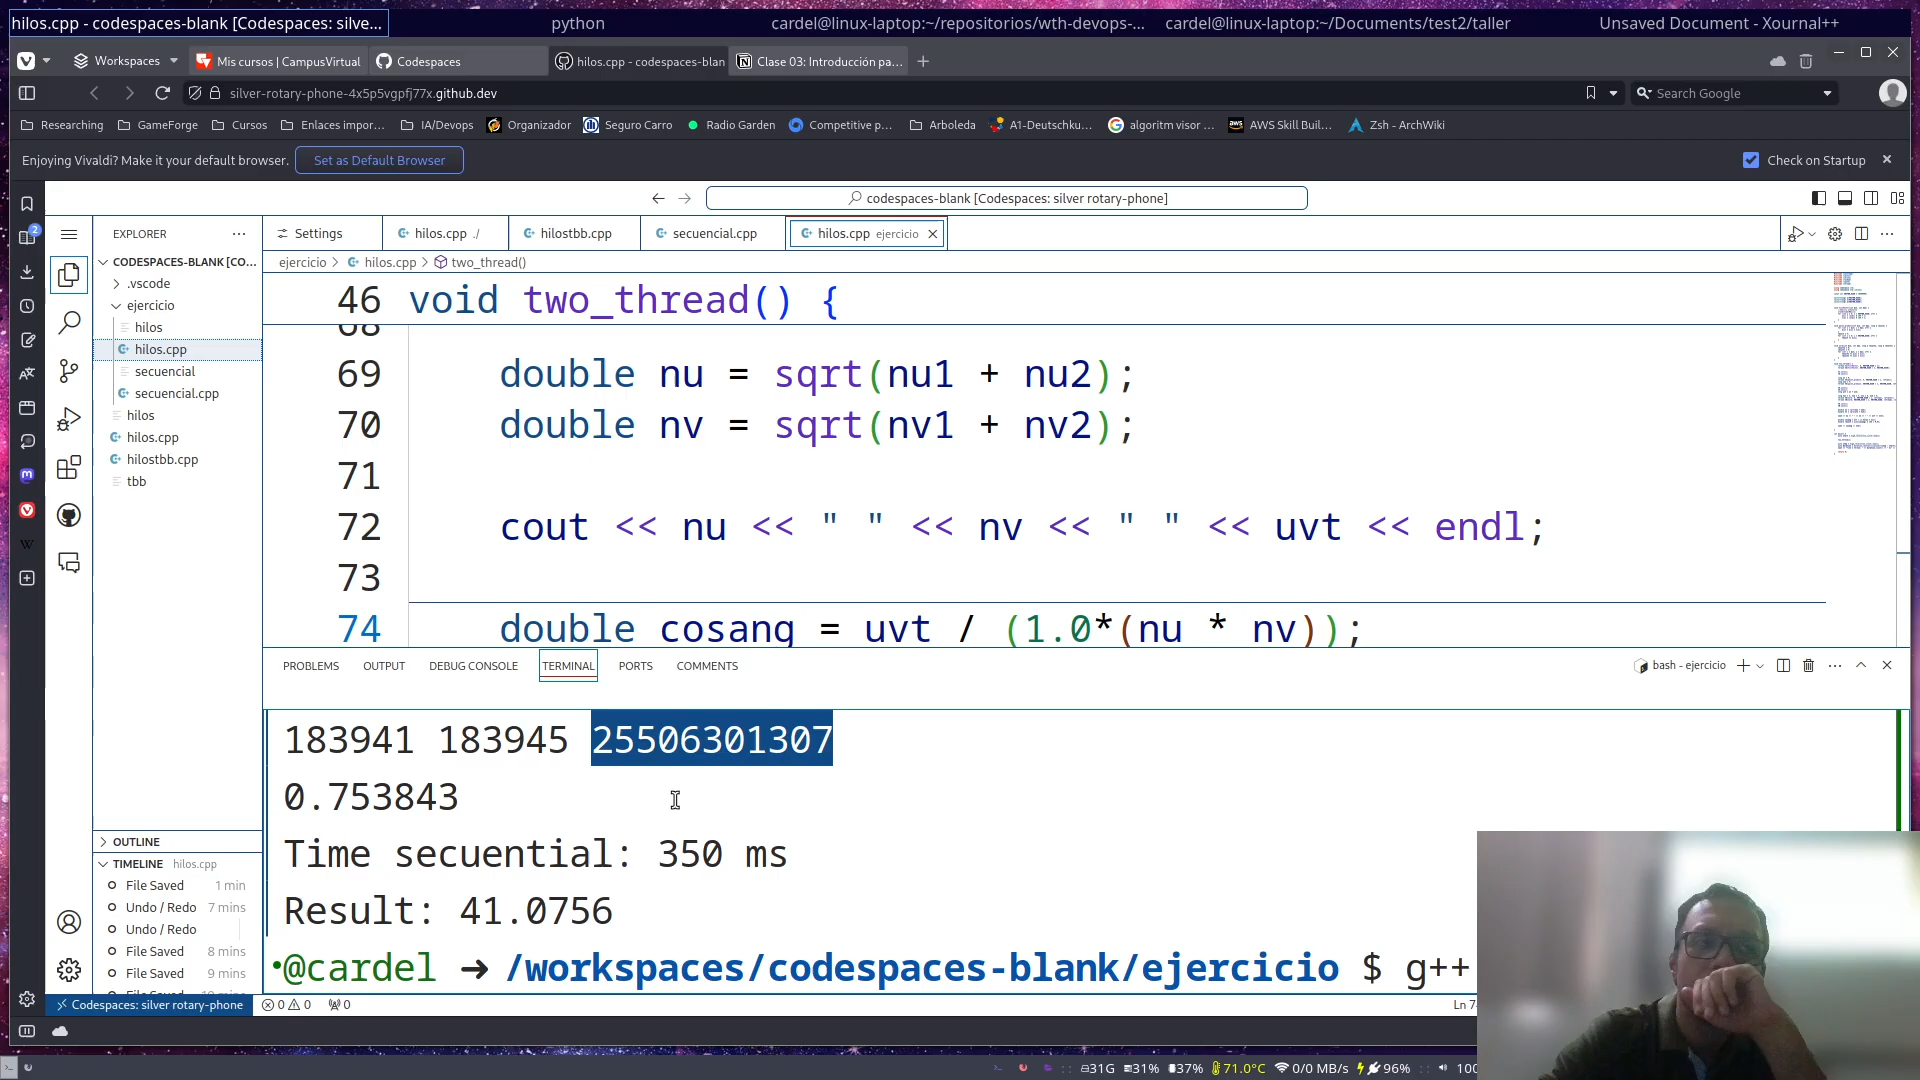 hilos.cpp - codespaces-blank [Codespaces: silve...
python
cardel@linux-laptop:~/repositorios/wth-devops-...
cardel@linux-laptop:~/Documents/test2/taller
Unsaved Document - Xournal++
Workspaces
Mis cursos | CampusVirtual
Codespaces
hilos.cpp - codespaces-blan
Clase 03: Introducción pa...
silver-rotary-phone-4x5p5vgpfj77x.github.dev
Search Google
Researching
GameForge
Cursos
Enlaces impor...
IA/Devops
Organizador
Seguro Carro
Radio Garden
Competitive p...
Arboleda
A1-Deutschku...
algoritm visor ...
AWS Skill Buil...
Zsh - ArchWiki
Enjoying Vivaldi? Make it your default browser.
Set as Default Browser
Check on Startup
codespaces-blank [Codespaces: silver rotary-phone]
EXPLORER
Settings
hilos.cpp ./
hilostbb.cpp
secuencial.cpp
hilos.cpp ejercicio
ejercicio > hilos.cpp > two_thread()
CODESPACES-BLANK [CO...
.vscode
ejercicio
hilos
hilos.cpp
secuencial
secuencial.cpp
hilos
hilos.cpp
hilostbb.cpp
tbb
46 void two_thread() {
68
69 double nu = sqrt(nu1 + nu2);
70 double nv = sqrt(nv1 + nv2);
71
72 cout << nu << " " << nv << " " << uvt << endl;
73
74 double cosang = uvt / (1.0*(nu * nv));
PROBLEMS
OUTPUT
DEBUG CONSOLE
TERMINAL
PORTS
COMMENTS
bash - ejercicio
183941 183945 25506301307
0.753843
Time secuential: 350 ms
Result: 41.0756
@cardel ➜ /workspaces/codespaces-blank/ejercicio $ g++
OUTLINE
TIMELINE hilos.cpp
File Saved 1 min
Undo / Redo 7 mins
Undo / Redo
File Saved 8 mins
File Saved 9 mins
Codespaces: silver rotary-phone
0 0
0
31G
31%
37%
71.0°C
0/0 MB/s
96%